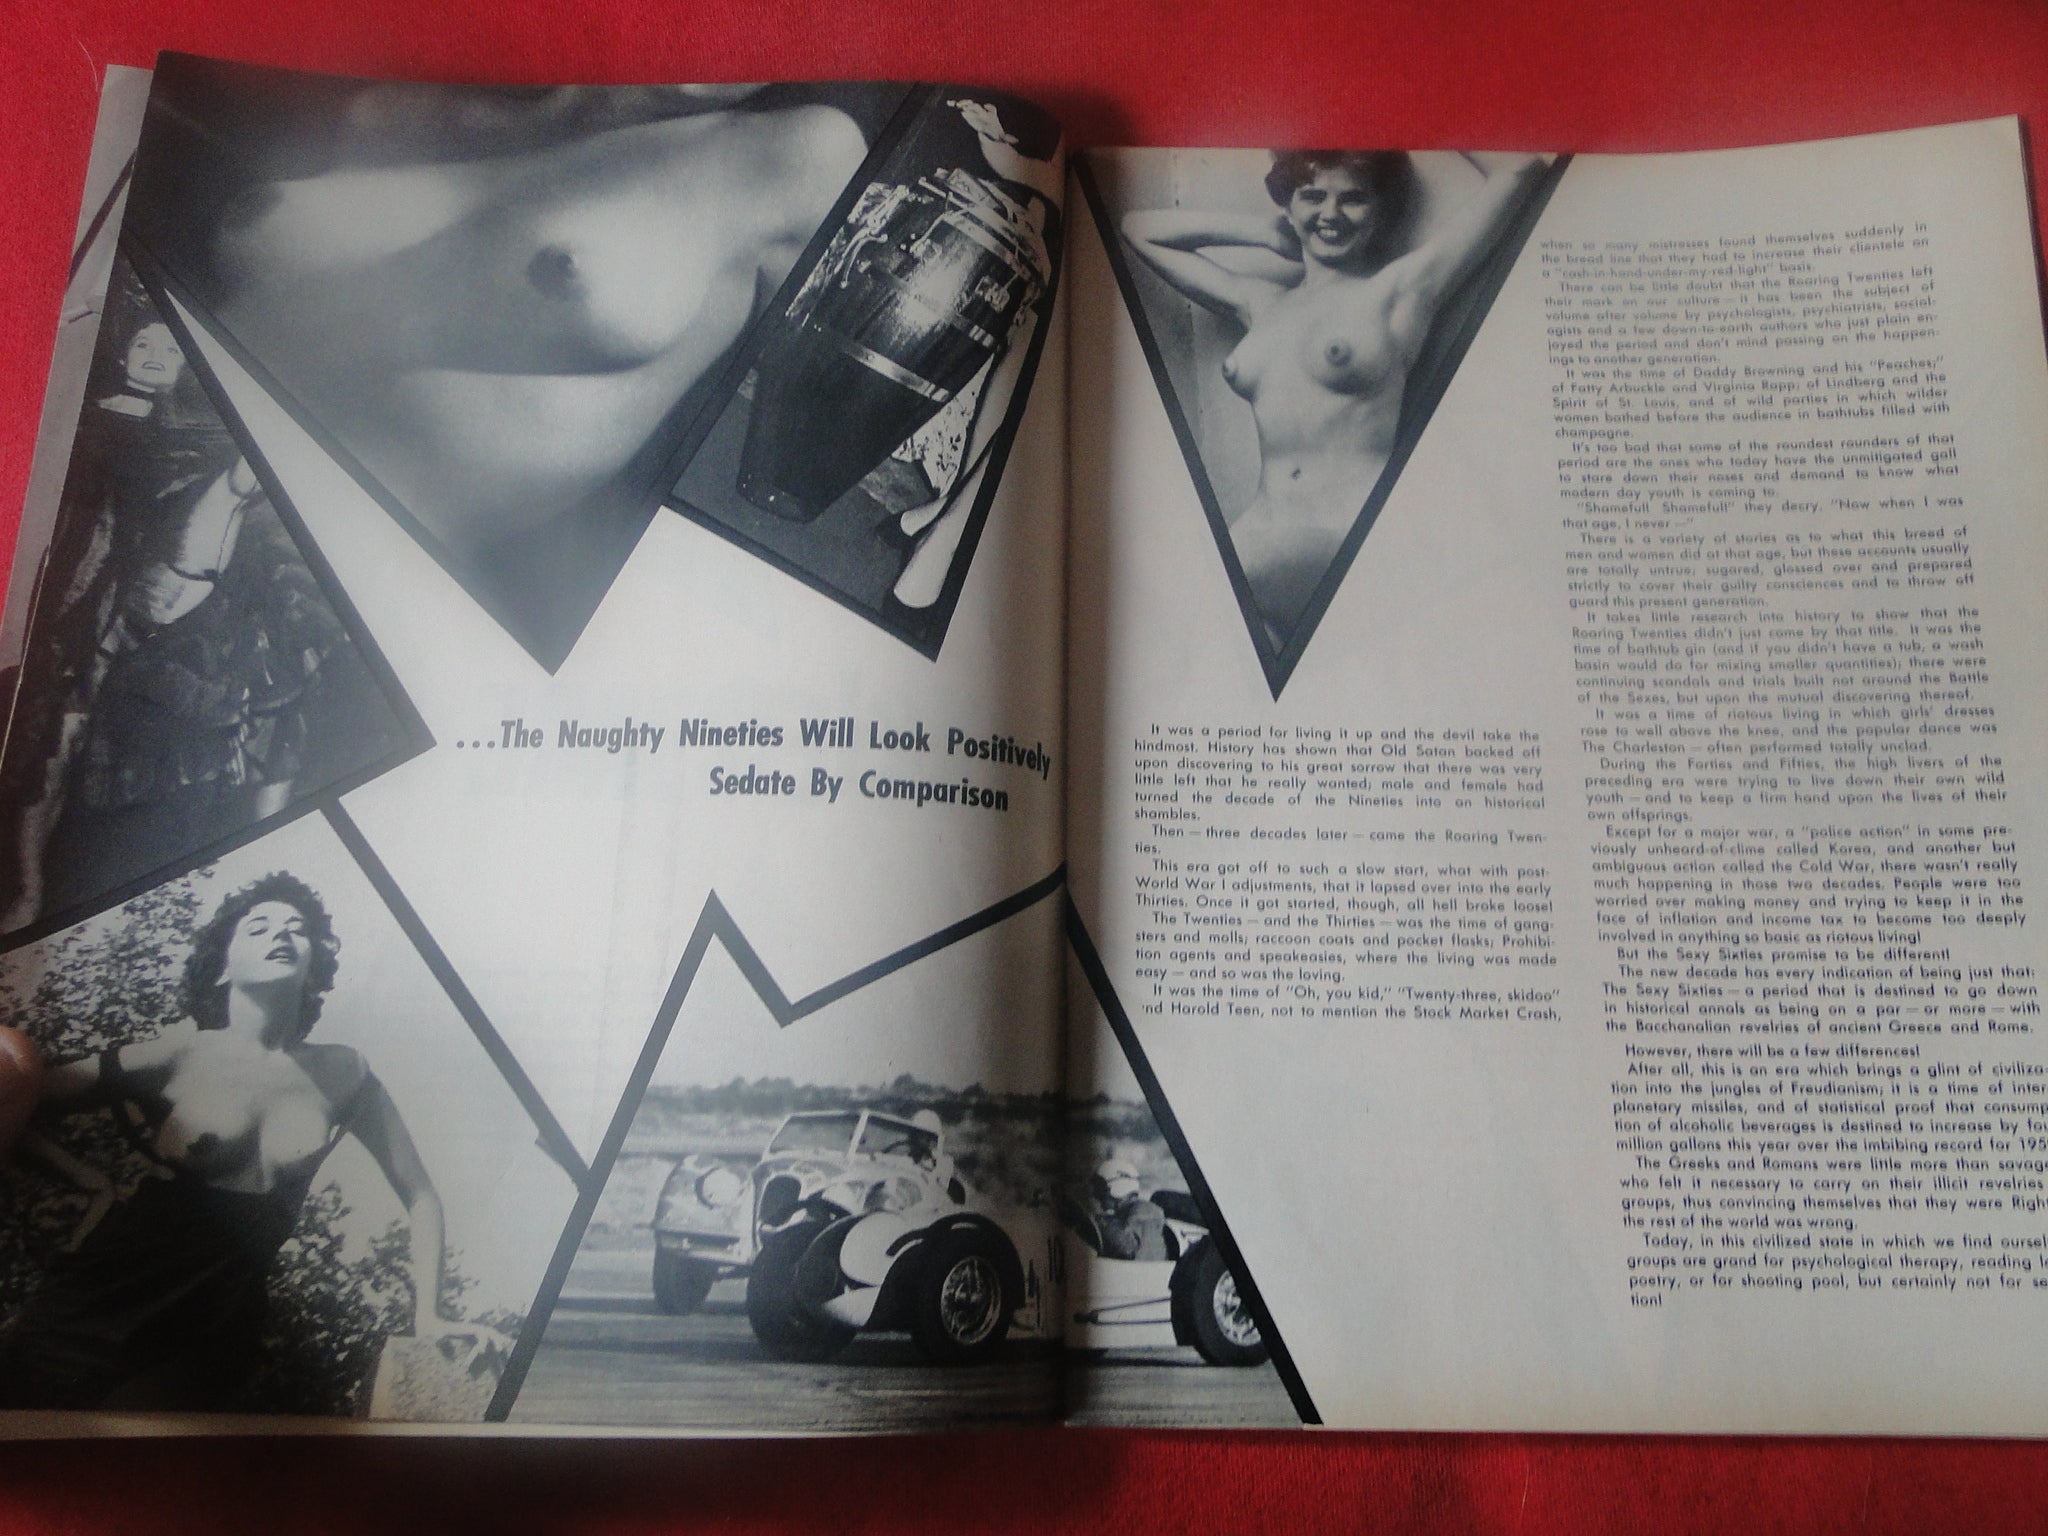 ...The Naughty Nineties Will Look Positively
Sedate By Comparison
It was a period for living it up and the devil take the
hindmost. History has shown that Old Satan backed off
upon discovering to his great sorrow that there was very
little left that he really wanted; male and female had
turned the decade of the Nineties into an historical
shambles.
Then — three decades later — came the Roaring Twen-
ties.
This era got off to such a slow start, what with post-
World War I adjustments, that it lapsed over into the early
Thirties. Once it got started, though, all hell broke loose!
The Twenties — and the Thirties — was the time of gang-
sters and molls; raccoon coats and pocket flasks; Prohibi-
tion agents and speakeasies, where the living was made
easy — and so was the loving.
It was the time of "Oh, you kid," "Twenty-three, skidoo"
nd Harold Teen, not to mention the Stock Market Crash,
when so many mistresses found themselves suddenly in
the bread line that they had to increase their clientele on
a "cash-in-hand-under-my-red-light" basis.
There can be little doubt that the Roaring Twenties left
their mark on our culture — it has been the subject of
volume after volume by psychologists, psychiatrists, social-
ogists and a few down-to-earth authors who just plain en-
joyed the period and don't mind passing on the happen-
ings to another generation.
It was the time of Daddy Browning and his "Peaches;"
of Fatty Arbuckle and Virginia Rapp; of Lindberg and the
Spirit of St. Louis, and of wild parties in which wilder
women bathed before the audience in bathtubs filled with
champagne.
It's too bad that some of the roundest rounders of that
period are the ones who today have the unmitigated gall
to stare down their noses and demand to know what
modern day youth is coming to.
"Shameful! Shameful!" they decry. "Now when I was
that age, I never —"
There is a variety of stories as to what this breed of
men and women did at that age, but these accounts usually
are totally untrue; sugared, glossed over and prepared
strictly to cover their guilty consciences and to throw off
guard this present generation.
It takes little research into history to show that the
Roaring Twenties didn't just come by that title. It was the
time of bathtub gin (and if you didn't have a tub, a wash
basin would do for mixing smaller quantities); there were
continuing scandals and trials built not around the Battle
of the Sexes, but upon the mutual discovering thereof.
It was a time of riotous living in which girls' dresses
rose to well above the knee, and the popular dance was
The Charleston — often performed totally unclad.
During the Forties and Fifties, the high livers of the
preceding era were trying to live down their own wild
youth — and to keep a firm hand upon the lives of their
own offsprings.
Except for a major war, a "police action" in some pre-
viously unheard-of-clime called Korea, and another but
ambiguous action called the Cold War, there wasn't really
much happening in those two decades. People were too
worried over making money and trying to keep it in the
face of inflation and income tax to become too deeply
involved in anything so basic as riotous living!
But the Sexy Sixties promise to be different!
The new decade has every indication of being just that:
The Sexy Sixties — a period that is destined to go down
in historical annals as being on a par — or more — with
the Bacchanalian revelries of ancient Greece and Rome.
However, there will be a few differences!
After all, this is an era which brings a glint of civiliza-
tion into the jungles of Freudianism; it is a time of inter
planetary missiles, and of statistical proof that consump
tion of alcoholic beverages is destined to increase by fou
million gallons this year over the imbibing record for 195
The Greeks and Romans were little more than savag
who felt it necessary to carry on their illicit revelries
groups, thus convincing themselves that they were Righ
the rest of the world was wrong.
Today, in this civilized state in which we find oursel
groups are grand for psychological therapy, reading
poetry, or for shooting pool, but certainly not for se
tion!